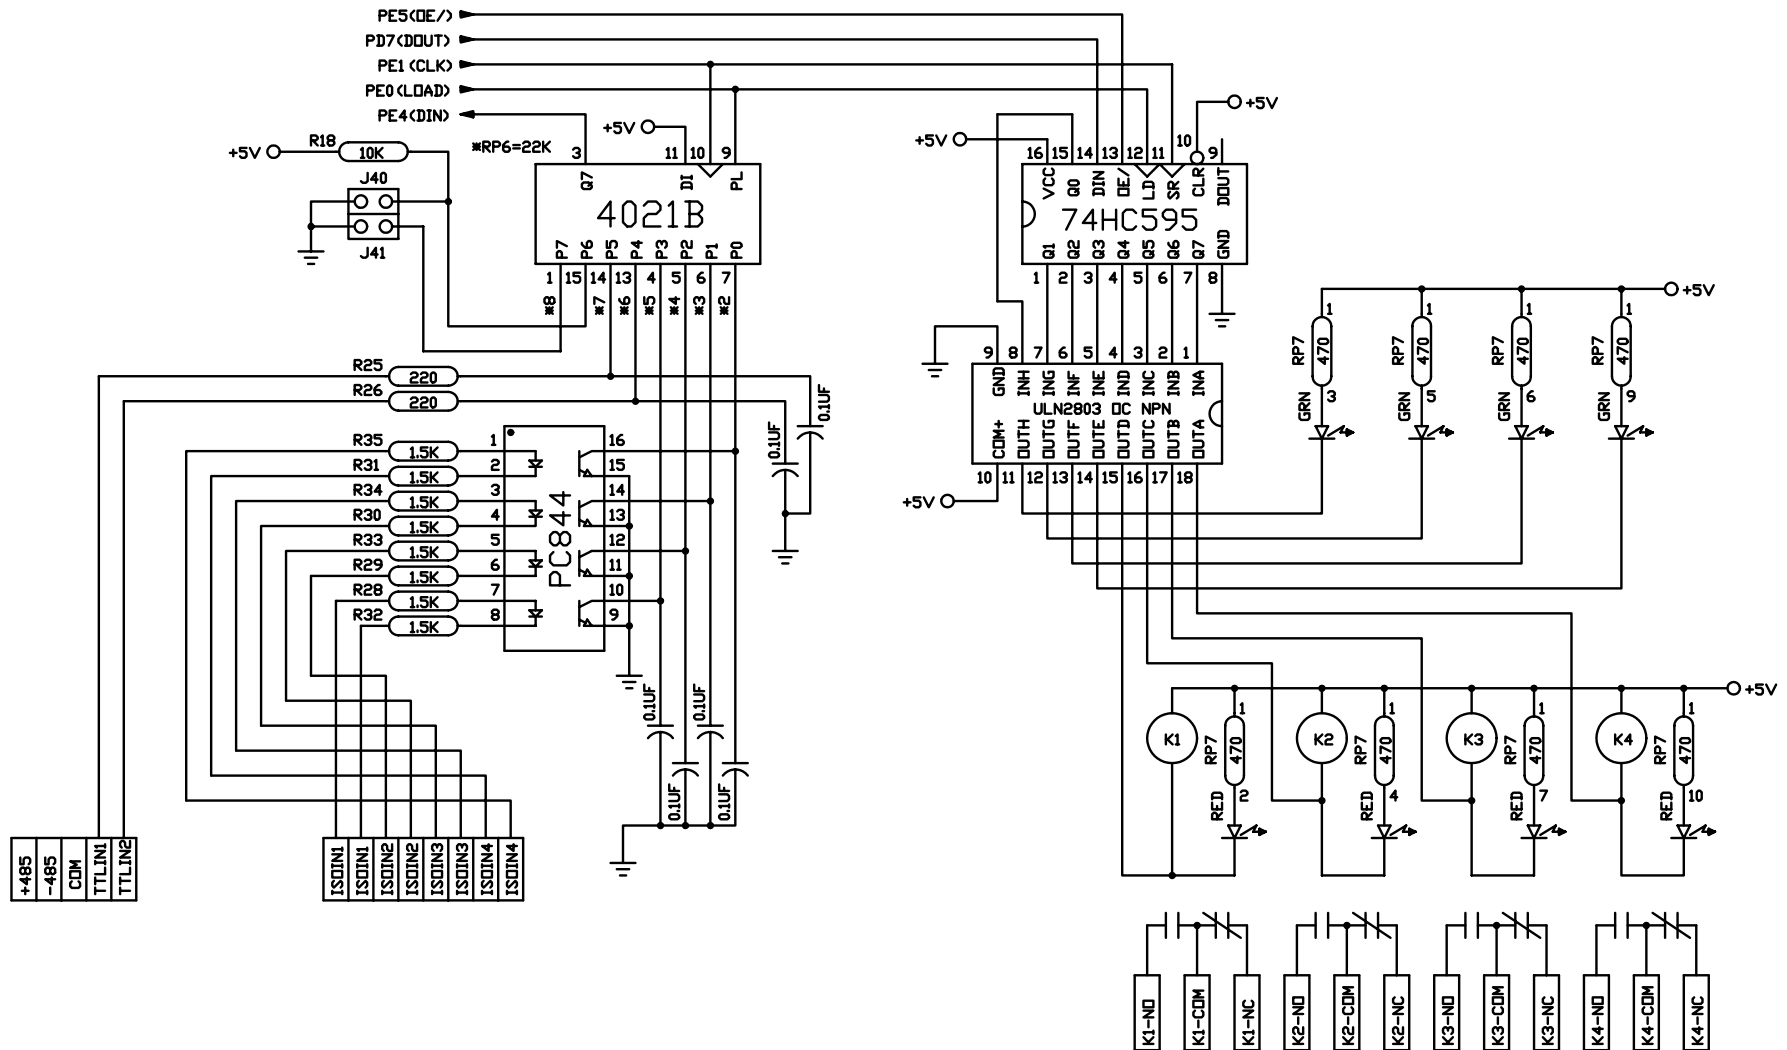 PE5(OE/)
PD7(DOUT)
PE1(CLK)
PE0(LOAD)
PE4(DIN)
+5V
R18
10K
J40
J41
*RP6=22K
+5V
3
11
10
9
Q7
DI
PL
4021B
P7
P6
P5
P4
P3
P2
P1
P0
1
15
14
13
4
5
6
7
*8
*7
*6
*5
*4
*3
*2
R25
220
R26
220
0.1UF
0.1UF
R35
1.5K
R31
1.5K
R34
1.5K
R30
1.5K
R33
1.5K
R29
1.5K
R28
1.5K
R32
1.5K
1
2
3
4
5
6
7
8
PC844
16
15
14
13
12
11
10
9
0.1UF
0.1UF
0.1UF
0.1UF
+485
-485
COM
TTLIN1
TTLIN2
ISOIN1
ISOIN1
ISOIN2
ISOIN2
ISOIN3
ISOIN3
ISOIN4
ISOIN4
+5V
+5V
16
15
14
13
12
11
10
9
VCC
Q0
DIN
OE/
LD
SR
CLR
DOUT
74HC595
Q1
Q2
Q3
Q4
Q5
Q6
Q7
GND
1
2
3
4
5
6
7
8
9
8
7
6
5
4
3
2
1
GND
INH
ING
INF
INE
IND
INC
INB
INA
ULN2803 OC NPN
COM+
OUTH
OUTG
OUTF
OUTE
OUTD
OUTC
OUTB
OUTA
10
11
12
13
14
15
16
17
18
+5V
+5V
1
RP7
470
3
GRN
1
RP7
470
5
GRN
1
RP7
470
6
GRN
1
RP7
470
9
GRN
+5V
K1
1
RP7
470
2
RED
K2
1
RP7
470
4
RED
K3
1
RP7
470
7
RED
K4
1
RP7
470
10
RED
K1-NO
K1-COM
K1-NC
K2-NO
K2-COM
K2-NC
K3-NO
K3-COM
K3-NC
K4-NO
K4-COM
K4-NC